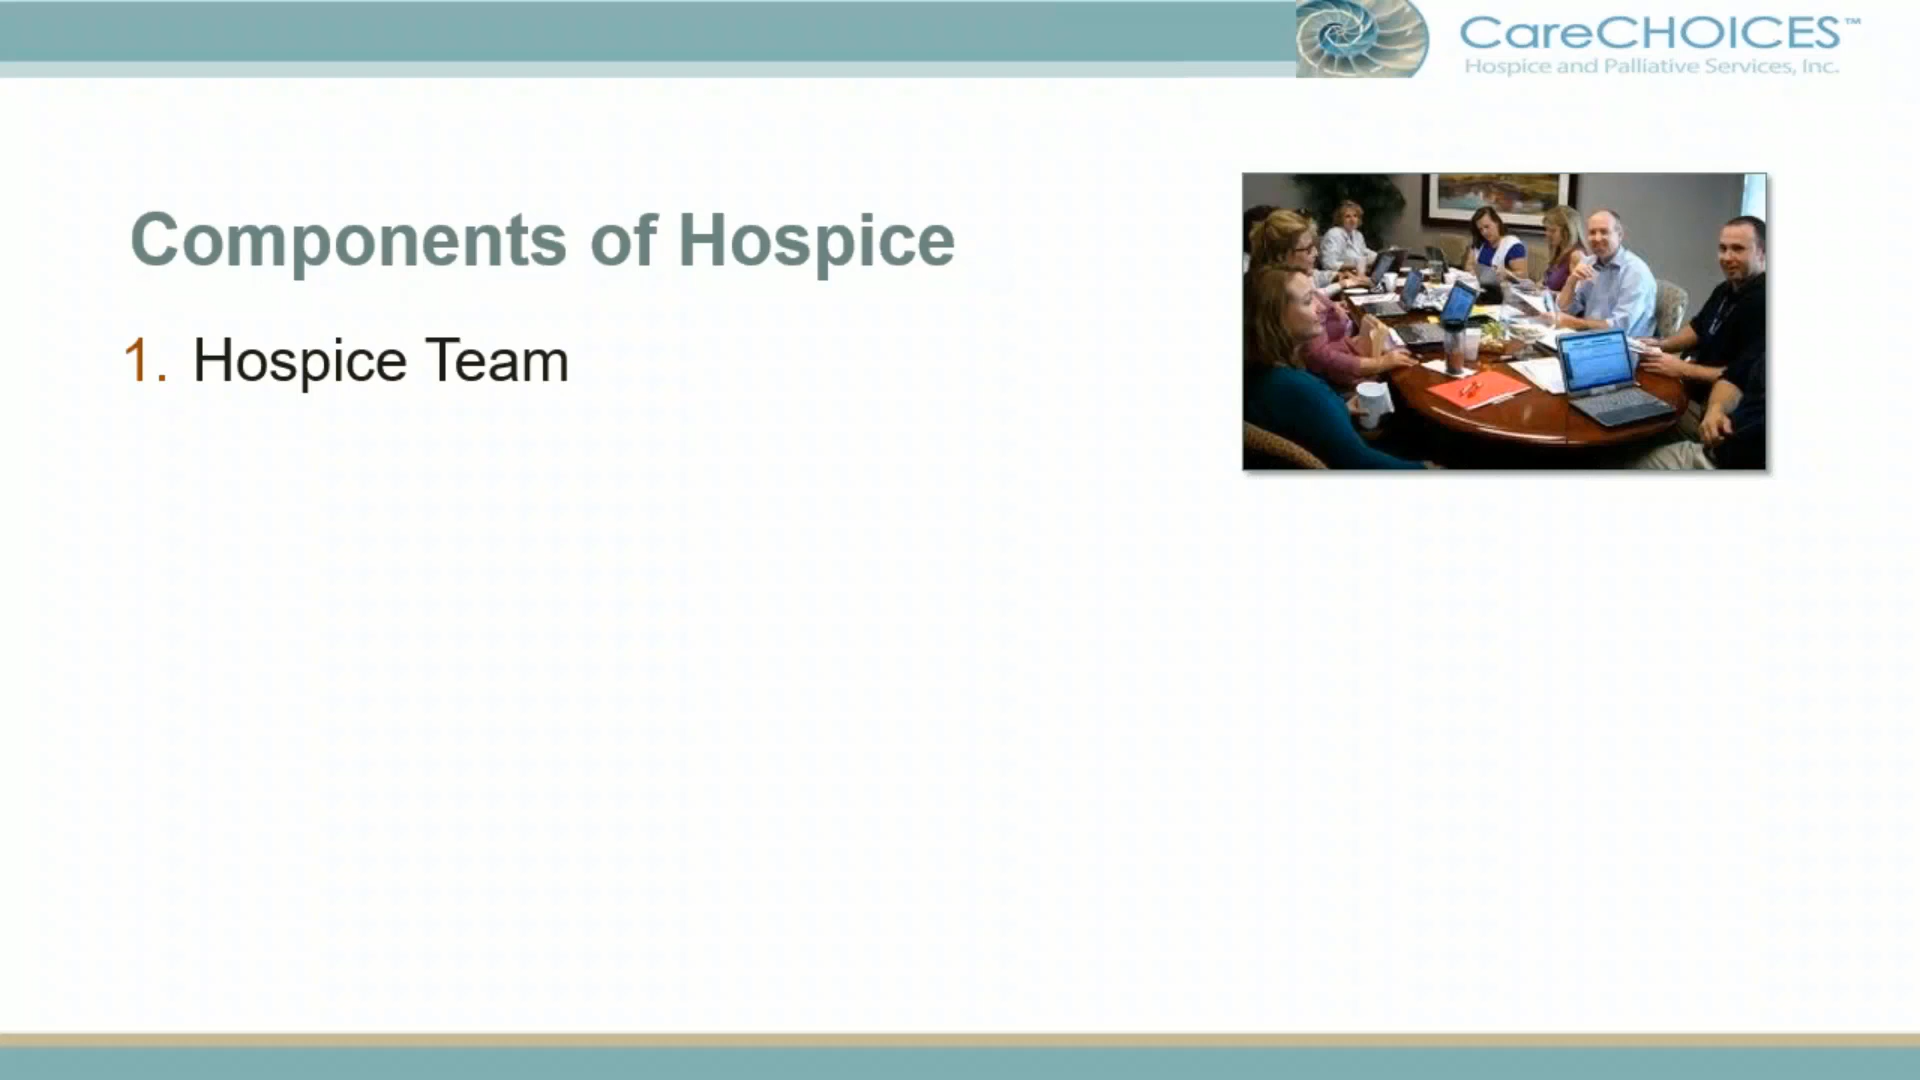 CareCHOICES™
Hospice and Palliative Services, Inc.
Components of Hospice
1. Hospice Team